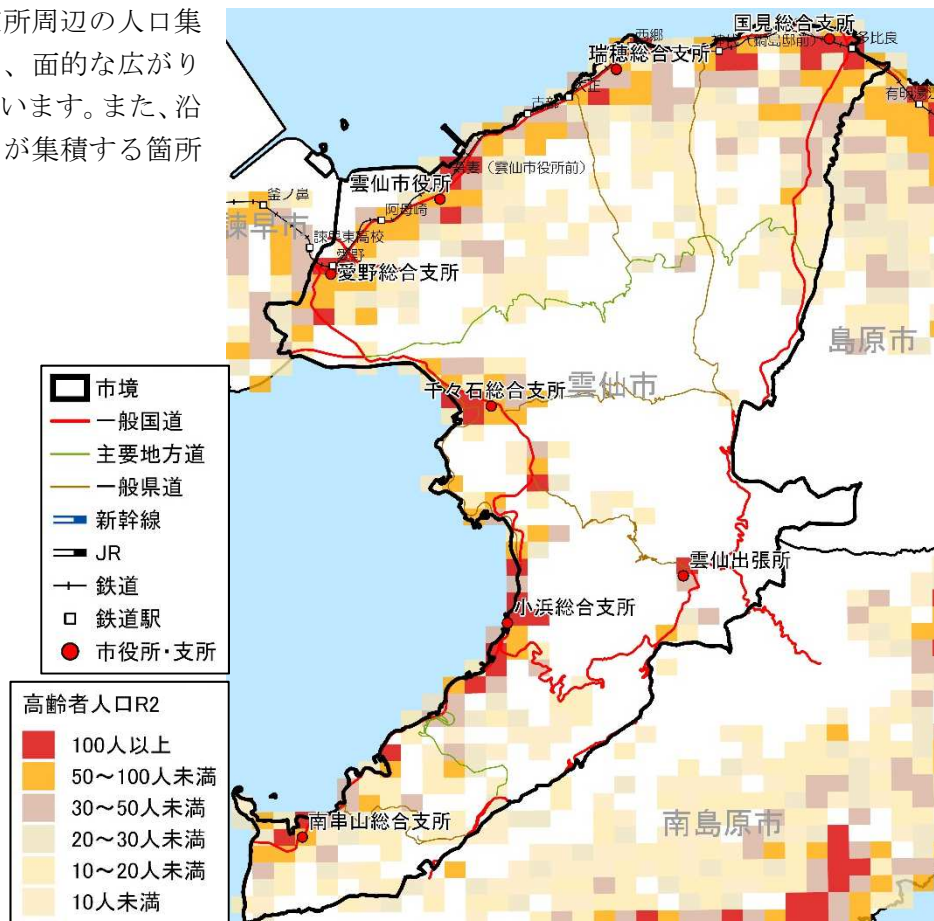 所周辺の人口集
、面的な広がり
います。また、沿
が集積する箇所
国見総合支所
西郷
神代(鍋島邸前)
多比良
瑞穂総合支所
大正
古部
有明湯江
吾妻(雲仙市役所前)
雲仙市役所
釜ノ鼻
阿母崎
諫早市
諫早東高校
愛野
愛野総合支所
島原市
千々石総合支所
雲仙市
雲仙出張所
小浜総合支所
南串山総合支所
南島原市
市境
一般国道
主要地方道
一般県道
新幹線
JR
鉄道
鉄道駅
市役所・支所
高齢者人口R2
100人以上
50~100人未満
30~50人未満
20~30人未満
10~20人未満
10人未満